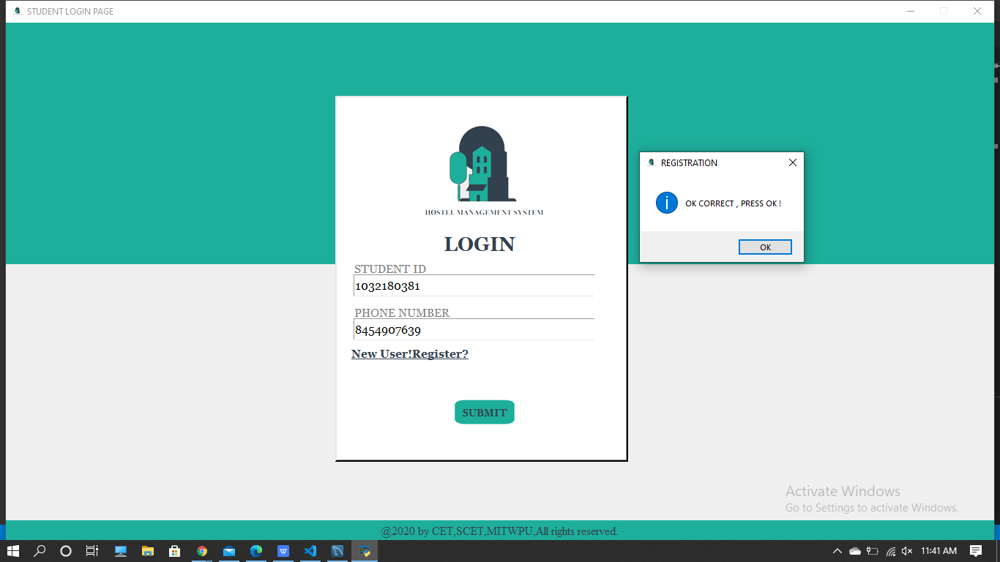 STUDENT LOGIN PAGE
HOSTEL MANAGEMENT SYSTEM
LOGIN
STUDENT ID
1032180381
PHONE NUMBER
8454907639
New User!Register?
SUBMIT
REGISTRATION
OK CORRECT , PRESS OK !
OK
Activate Windows
Go to Settings to activate Windows.
@2020 by CET,SCET,MITWPU,All rights reserved.
11:41 AM